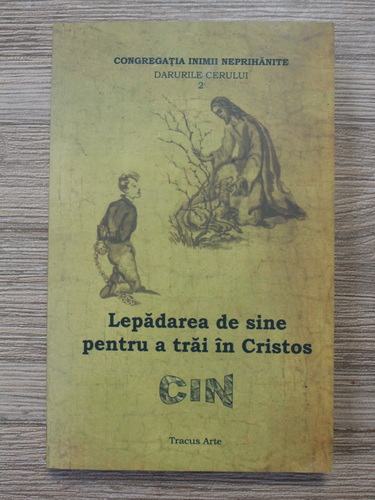 CONGREGAȚIA INIMII NEPRIHĂNITE
DARURILE CERULUI
2
Lepădarea de sine
pentru a trăi în Cristos
CIN
Tracus Arte